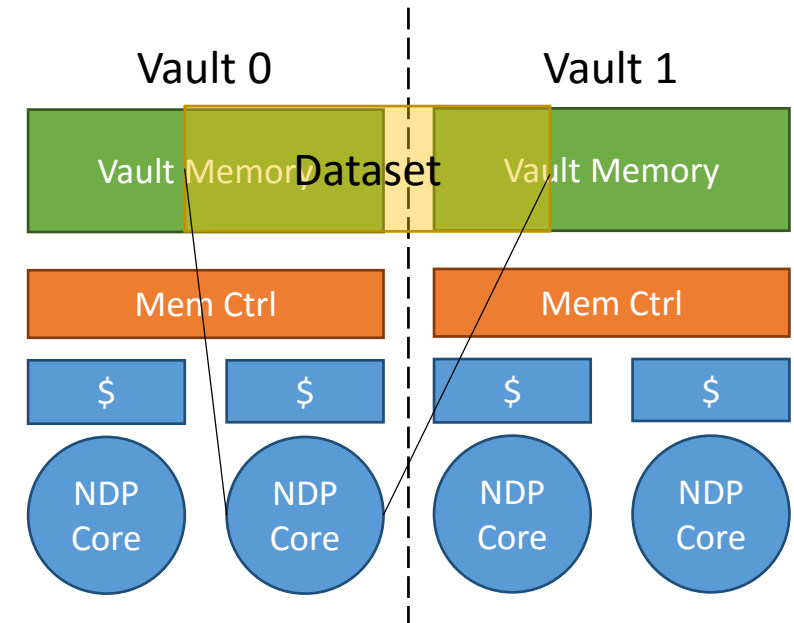 Vault 0
Vault 1
Vault Memory
Dataset
Vault Memory
Mem Ctrl
Mem Ctrl
$
$
$
$
NDP
Core
NDP
Core
NDP
Core
NDP
Core